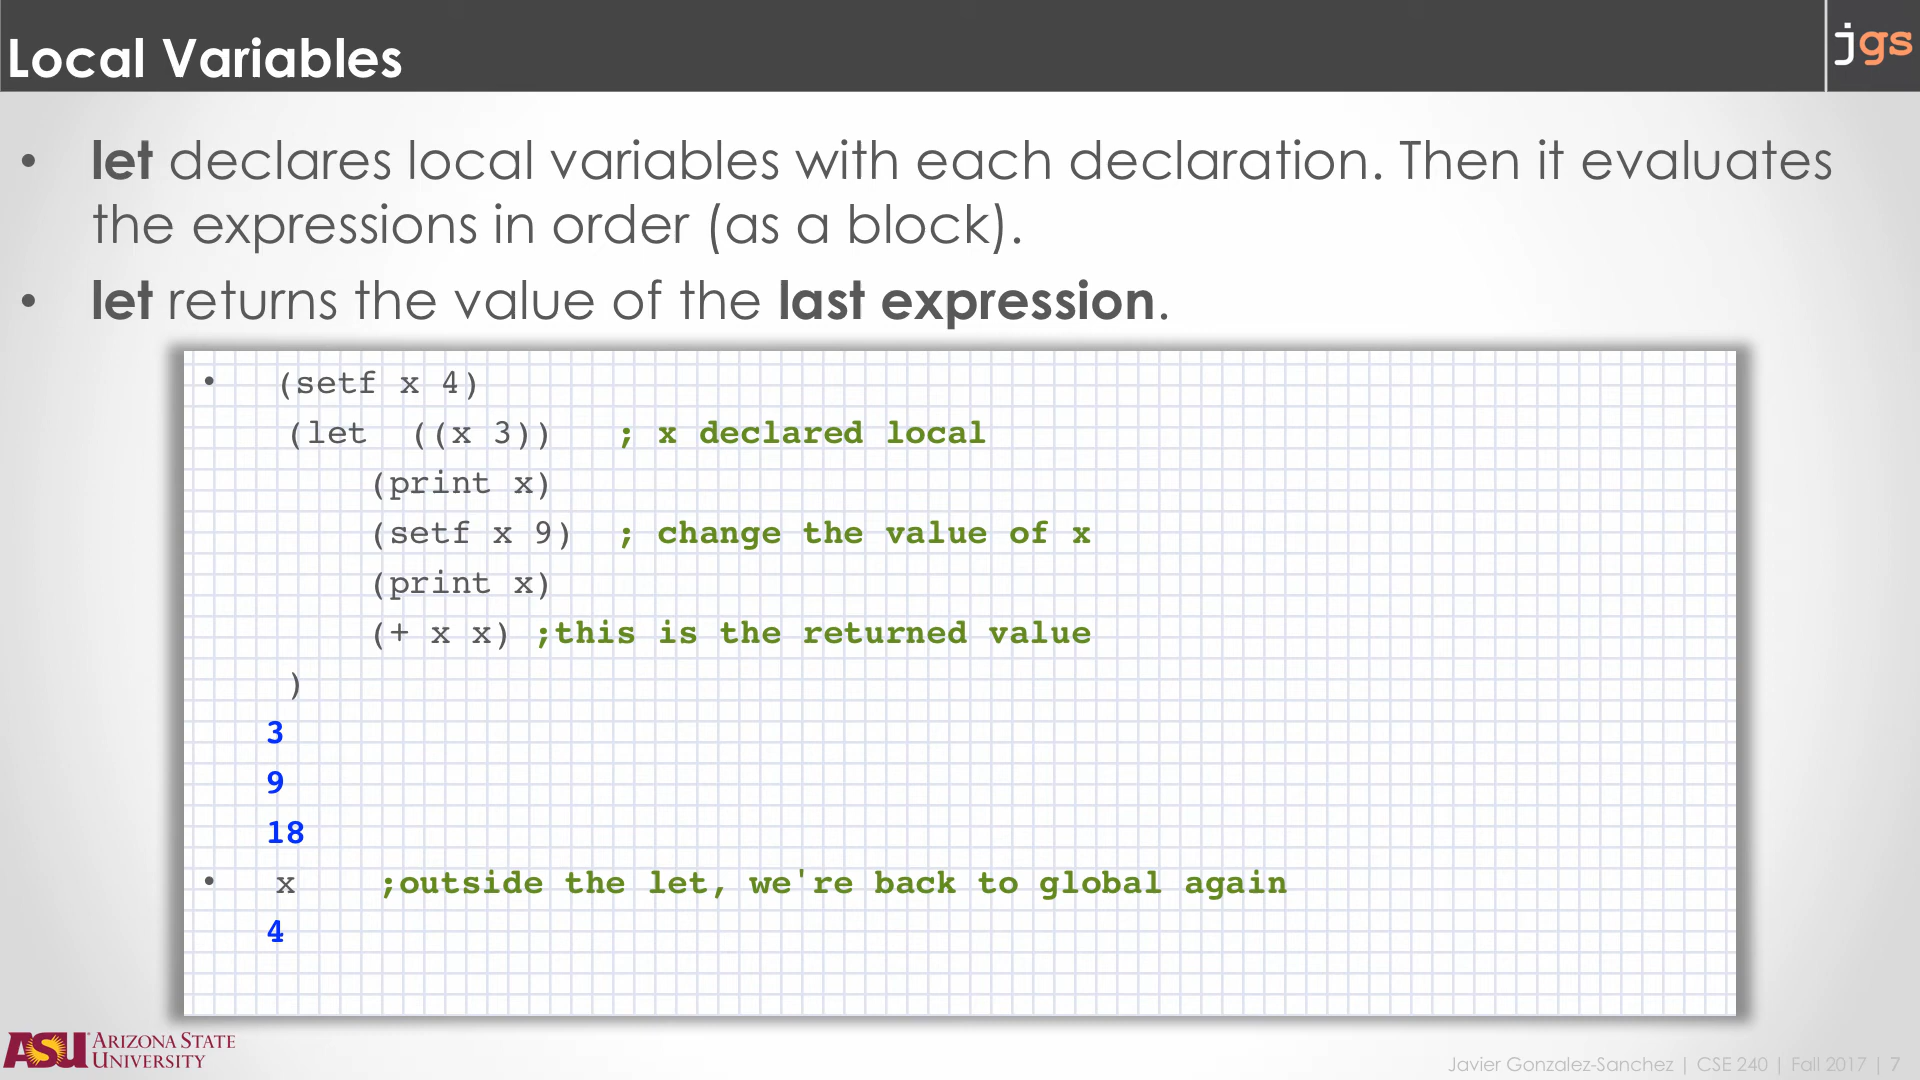 Local Variables
jgs
• let declares local variables with each declaration. Then it evaluates
the expressions in order (as a block).
• let returns the value of the last expression.
• (setf x 4)
(let ((x 3)) ; x declared local
(print x)
(setf x 9) ; change the value of x
(print x)
(+ x x) ;this is the returned value
)
3
9
18
• x ;outside the let, we're back to global again
4
ASU ARIZONA STATE
UNIVERSITY
Javier Gonzalez-Sanchez | CSE 240 | Fall 2017 | 7